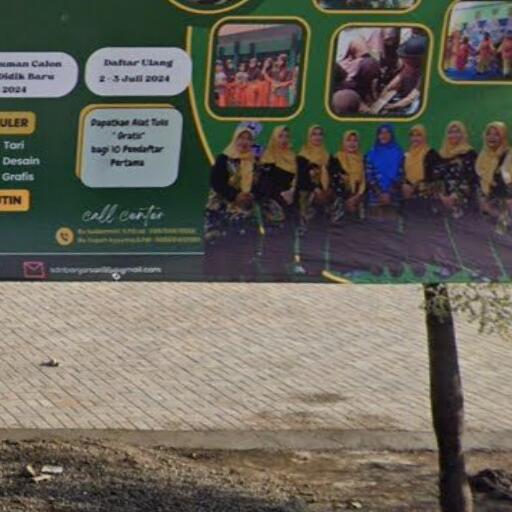 uman Calon
Didik Baru
2024
Daftar Ulang
2 - 3 Juli 2024
ULER
Tari
Desain
Grafis
UTIN
Dapatkan Alat Tulis
"Gratis"
bagi 10 Pendaftar
Pertama
call center